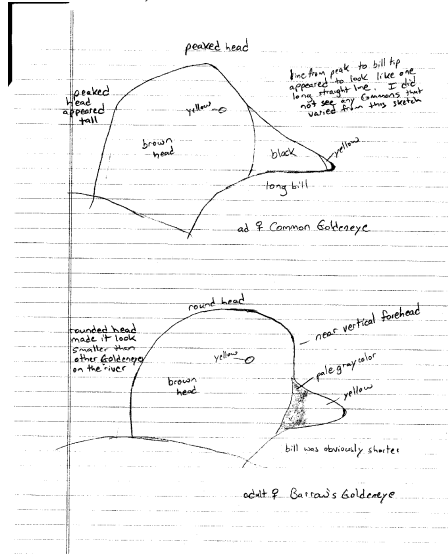 peaked head
peaked
head
appeared
tall
line from peak to bill tip
appeared to look like one
long straight line. I did
not see any Commons that
varied from this sketch
yellow
brown
head
black
yellow
long bill
ad ♀ Common Goldeneye
round head
rounded head
made it look
smaller than
other Goldeneye
on the river
near vertical forehead
yellow
pale gray color
yellow
brown
head
bill was obviously shorter
adult ♀ Barrow's Goldeneye